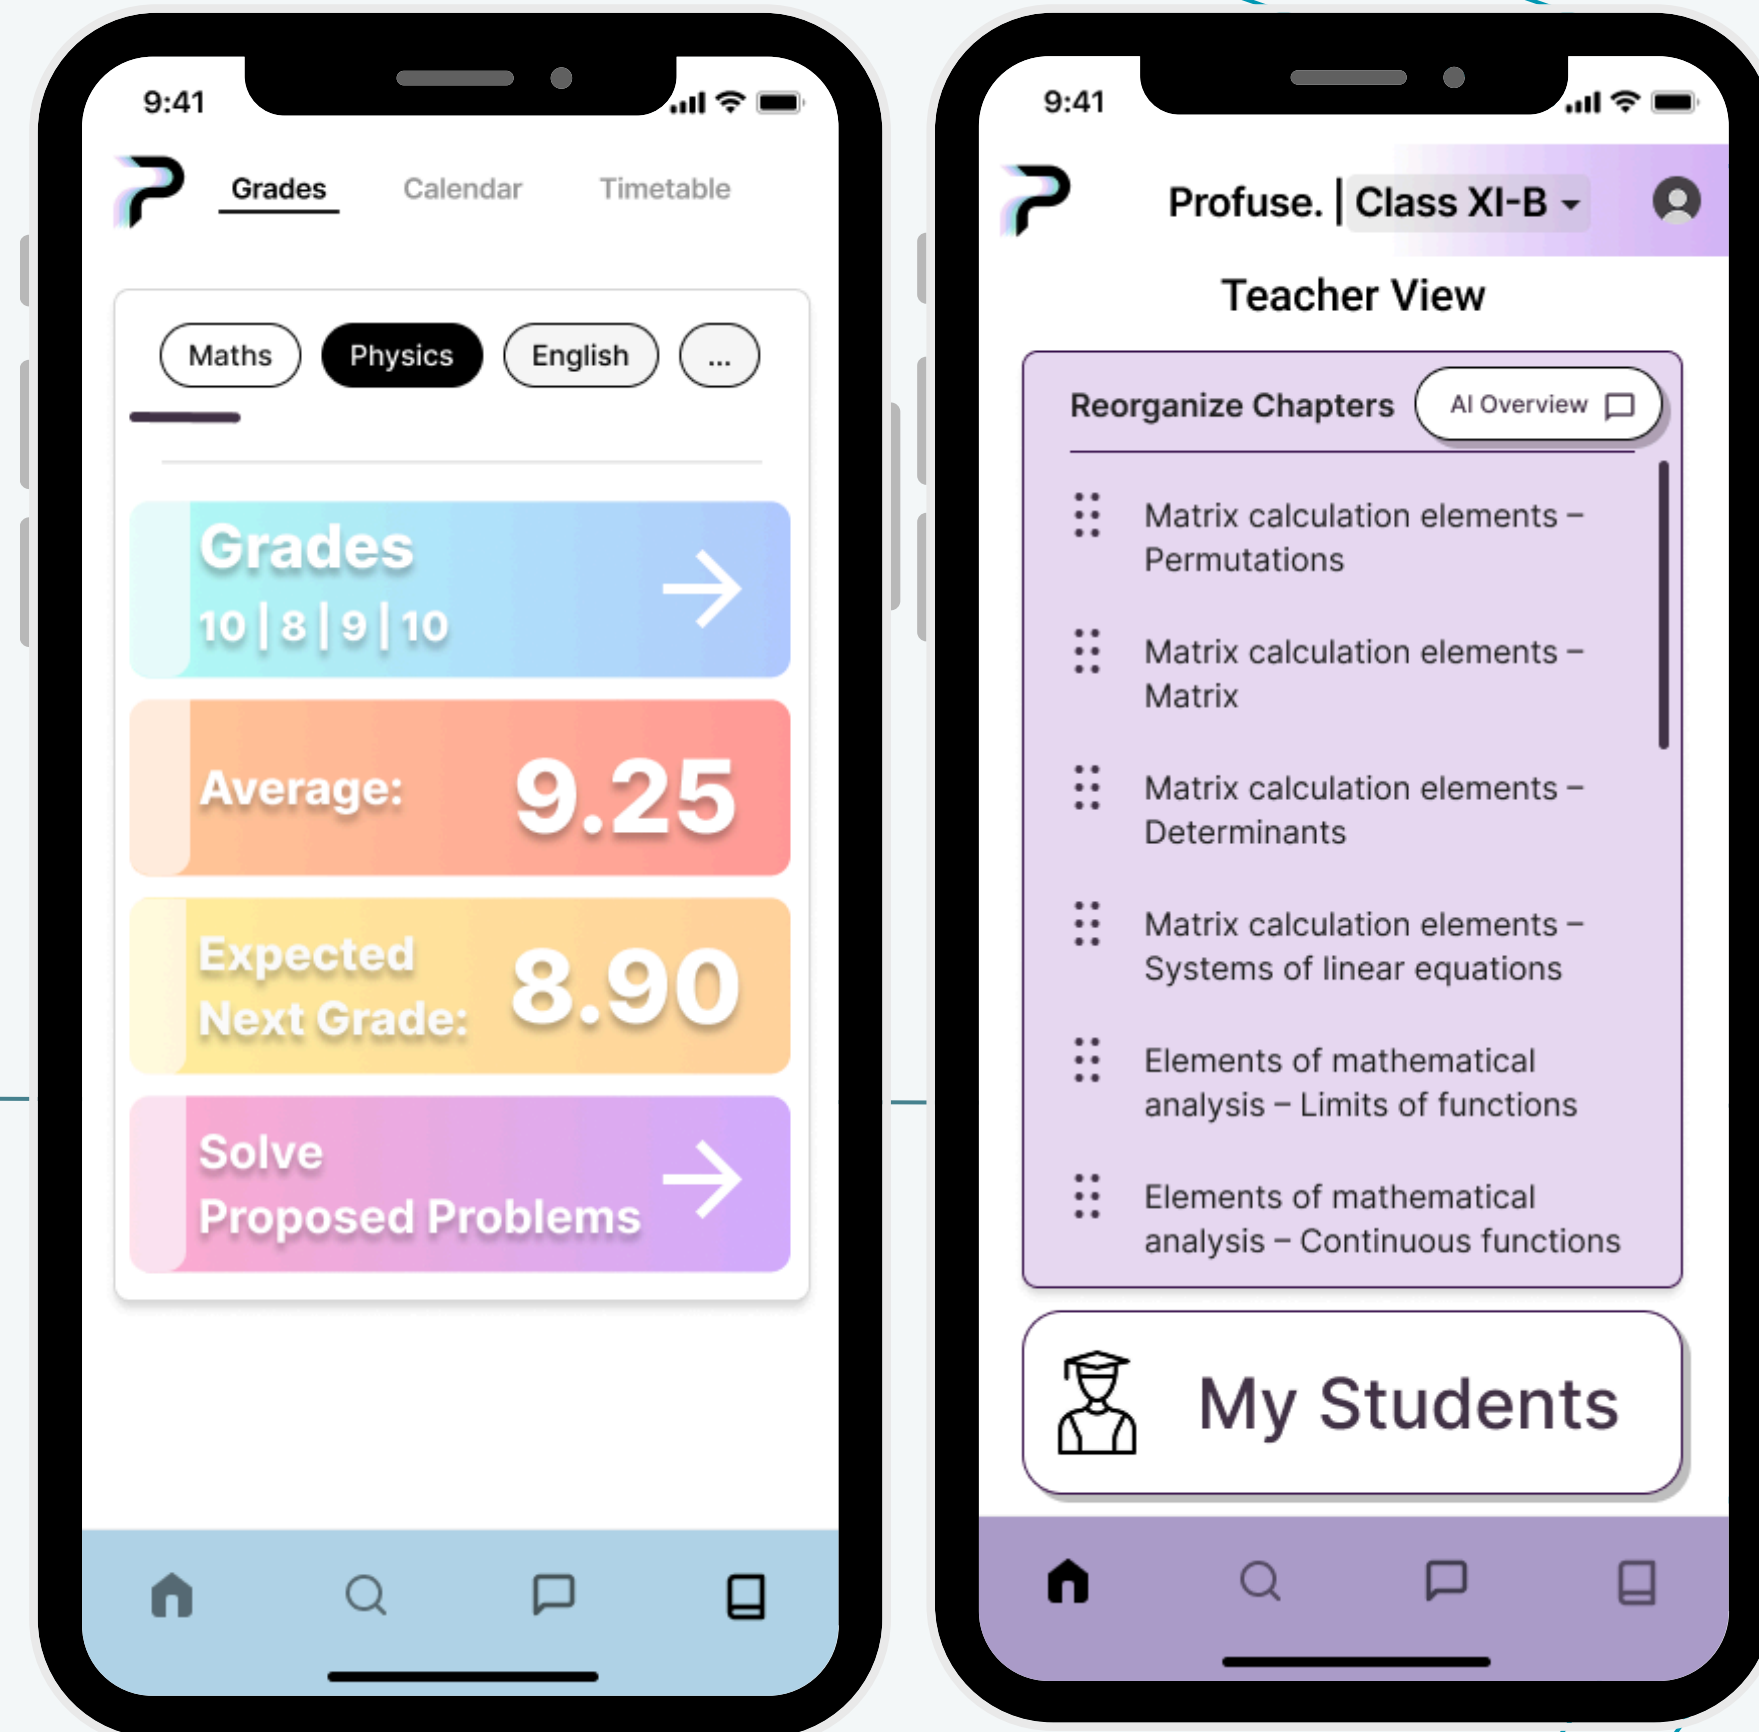 9:41
Grades Calendar Timetable
Maths Physics English ...
Grades
10 | 8 | 9 | 10
Average: 9.25
Expected
Next Grade: 8.90
Solve
Proposed Problems
9:41
Profuse. | Class XI-B
Teacher View
Reorganize Chapters AI Overview
Matrix calculation elements –
Permutations
Matrix calculation elements –
Matrix
Matrix calculation elements –
Determinants
Matrix calculation elements –
Systems of linear equations
Elements of mathematical
analysis – Limits of functions
Elements of mathematical
analysis – Continuous functions
My Students